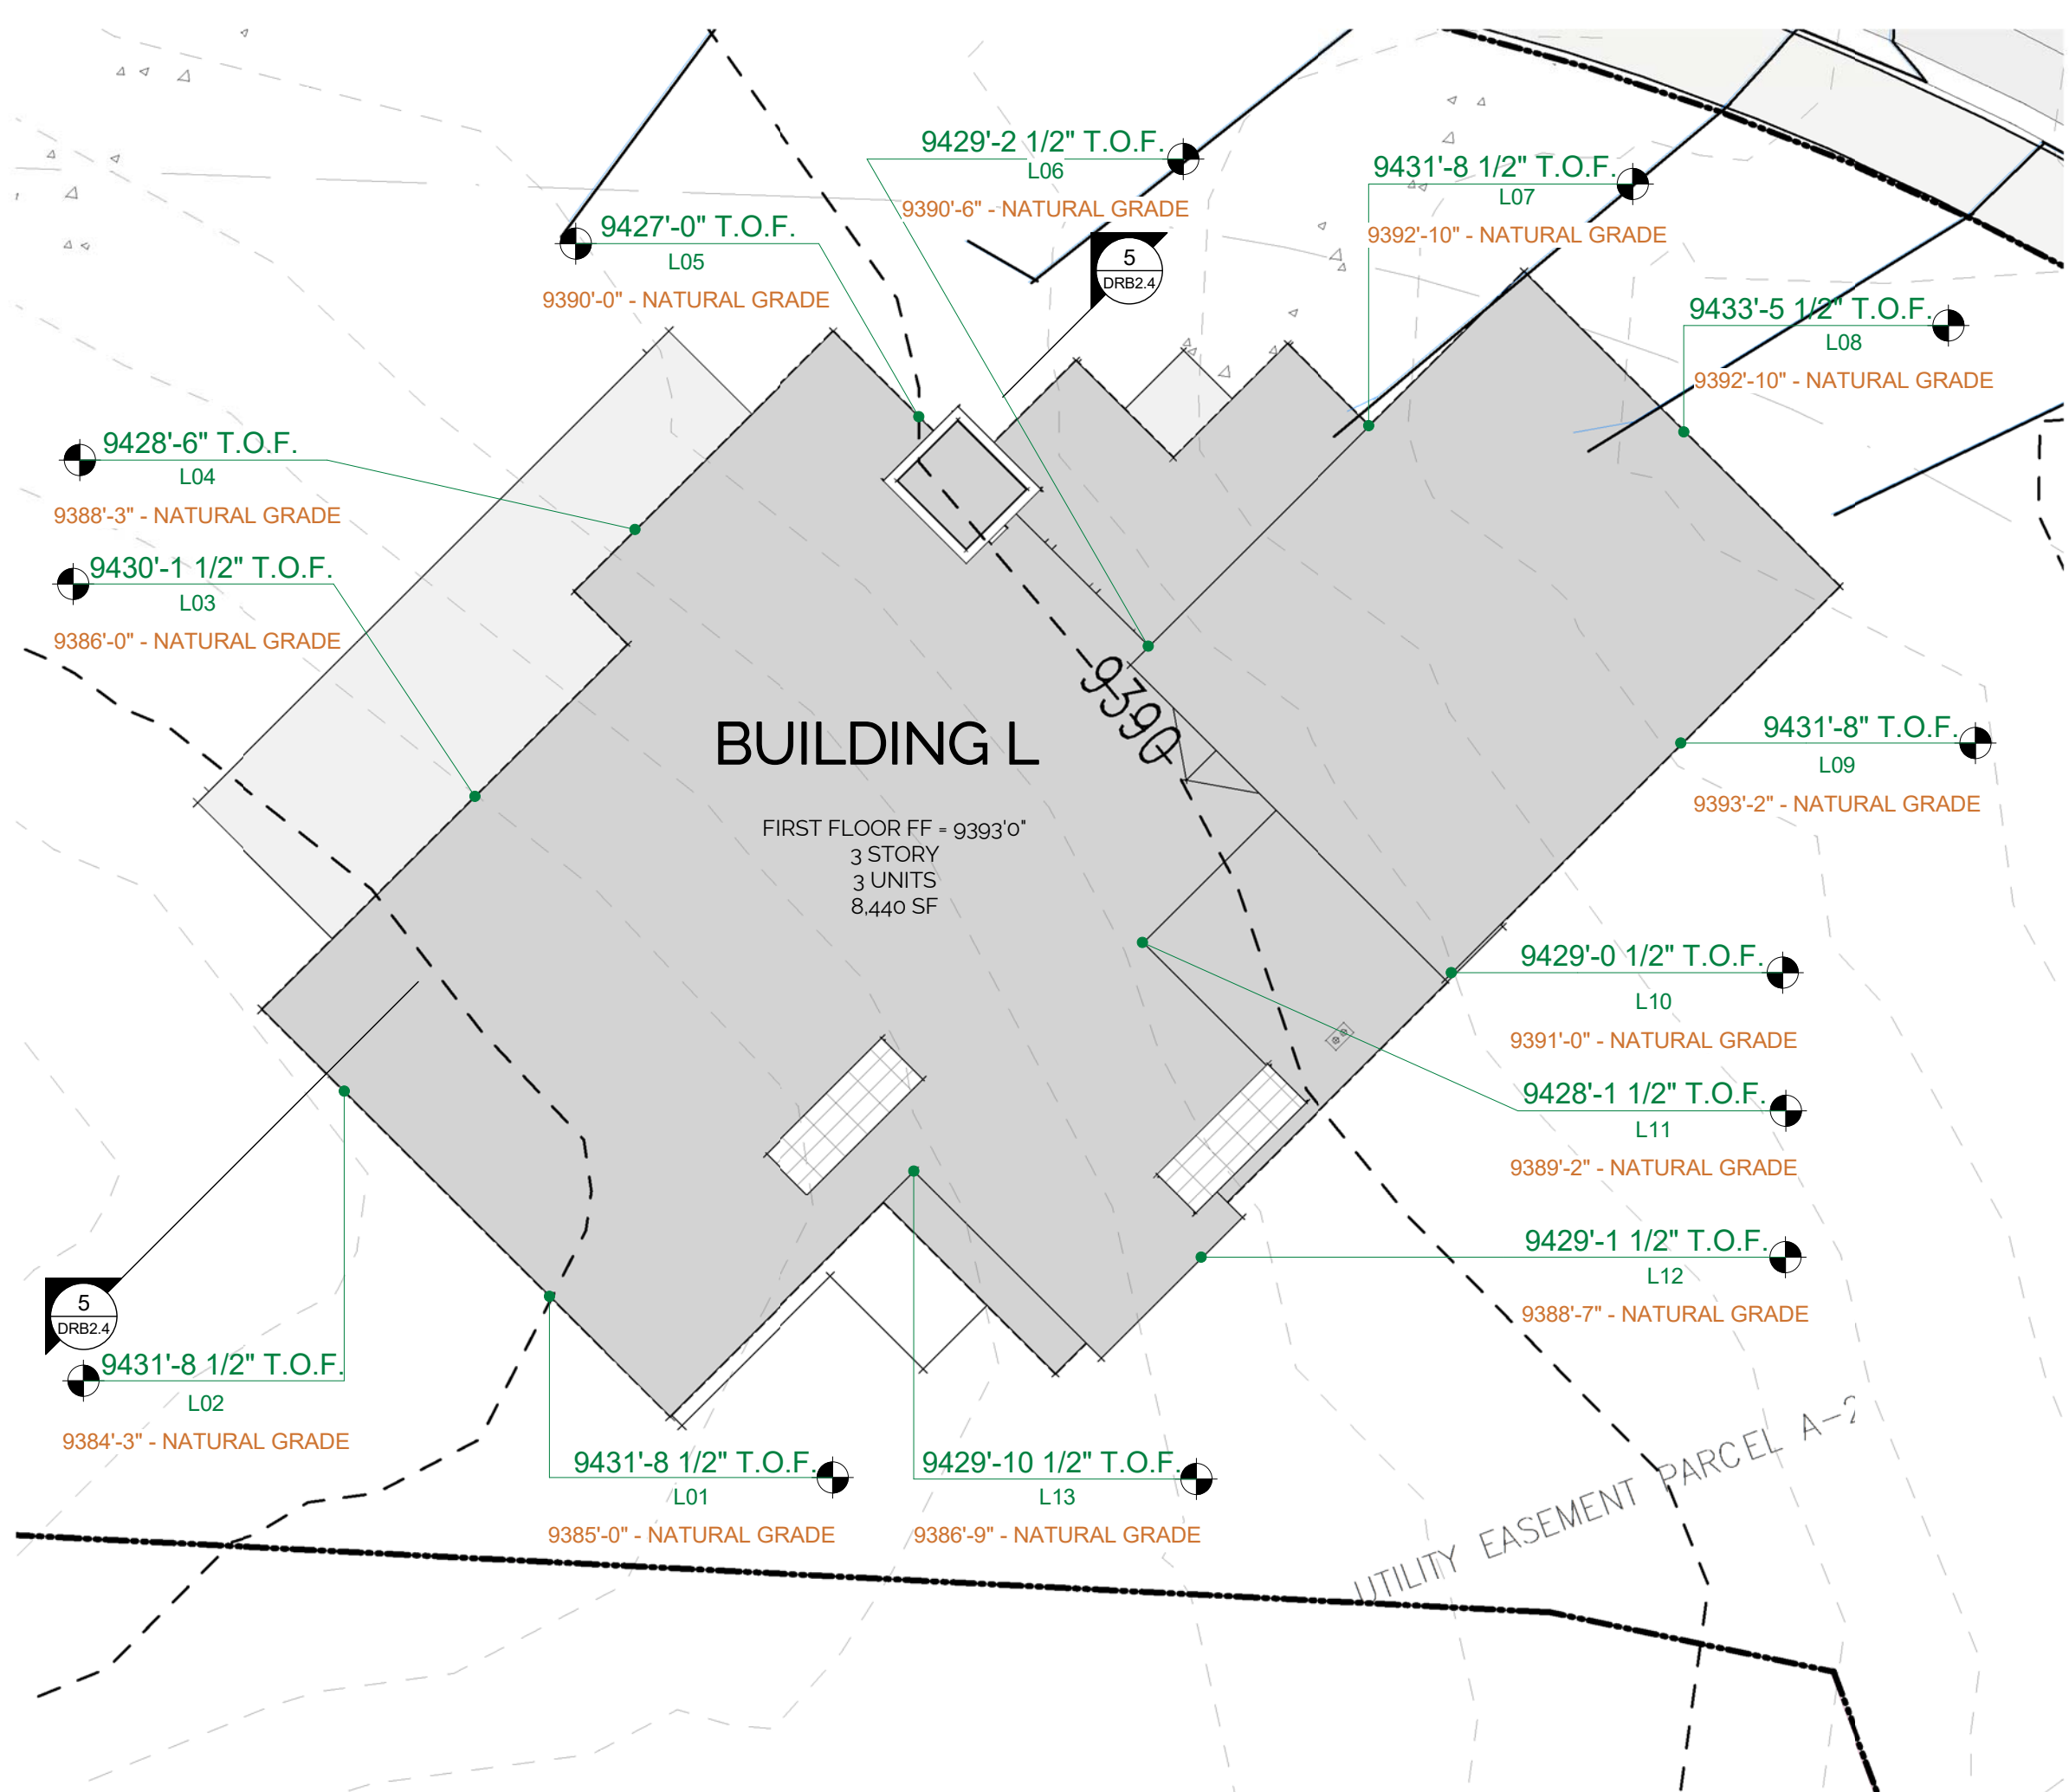 9429'-2 1/2" T.O.F.
L06
9390'-6" - NATURAL GRADE
9431'-8 1/2" T.O.F.
L07
9392'-10" - NATURAL GRADE
9427'-0" T.O.F.
L05
9390'-0" - NATURAL GRADE
5
DRB2.4
9433'-5 1/2" T.O.F.
L08
9392'-10" - NATURAL GRADE
9428'-6" T.O.F.
L04
9388'-3" - NATURAL GRADE
9430'-1 1/2" T.O.F.
L03
9386'-0" - NATURAL GRADE
9390
BUILDING L
FIRST FLOOR FF = 9393'0"
3 STORY
3 UNITS
8,440 SF
9431'-8" T.O.F.
L09
9393'-2" - NATURAL GRADE
9429'-0 1/2" T.O.F.
L10
9391'-0" - NATURAL GRADE
9428'-1 1/2" T.O.F.
L11
9389'-2" - NATURAL GRADE
9429'-1 1/2" T.O.F.
L12
9388'-7" - NATURAL GRADE
5
DRB2.4
9431'-8 1/2" T.O.F.
L02
9384'-3" - NATURAL GRADE
9431'-8 1/2" T.O.F.
L01
9385'-0" - NATURAL GRADE
9429'-10 1/2" T.O.F.
L13
9386'-9" - NATURAL GRADE
UTILITY EASEMENT PARCEL A-2